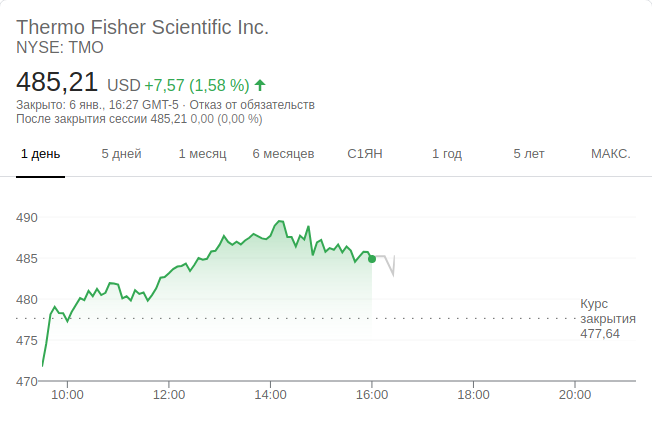 Thermo Fisher Scientific Inc.
NYSE: TMO
485,21 USD +7,57 (1,58 %)
Закрыто: 6 янв., 16:27 GMT-5 · Отказ от обязательств
После закрытия сессии 485,21 0,00 (0,00 %)
1 день 5 дней 1 месяц 6 месяцев С1ЯН 1 год 5 лет МАКС.
490
485
480
Курс
закрытия
477,64
475
470
10:00 12:00 14:00 16:00 18:00 20:00